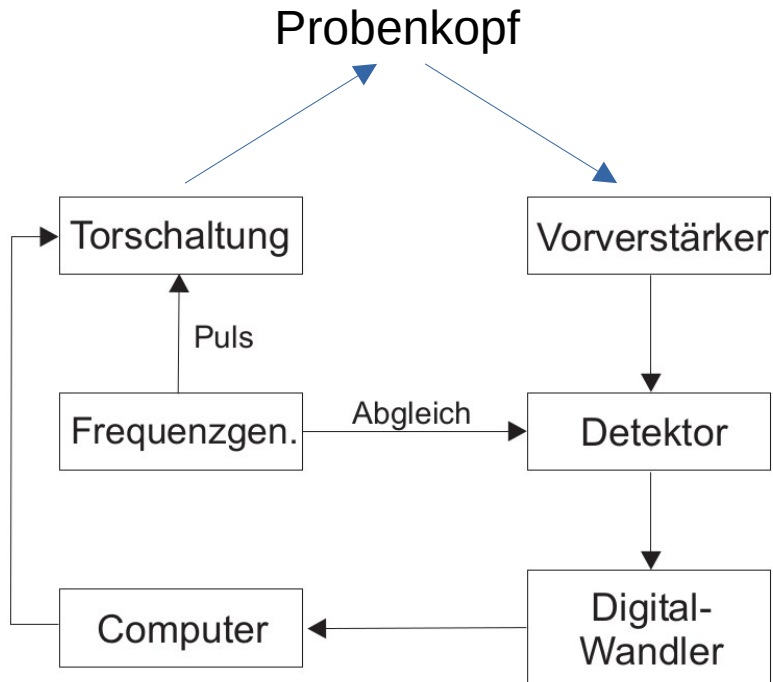 Probenkopf
Torschaltung
Vorverstärker
Puls
Abgleich
Frequenzgen.
Detektor
Computer
Digital-
Wandler